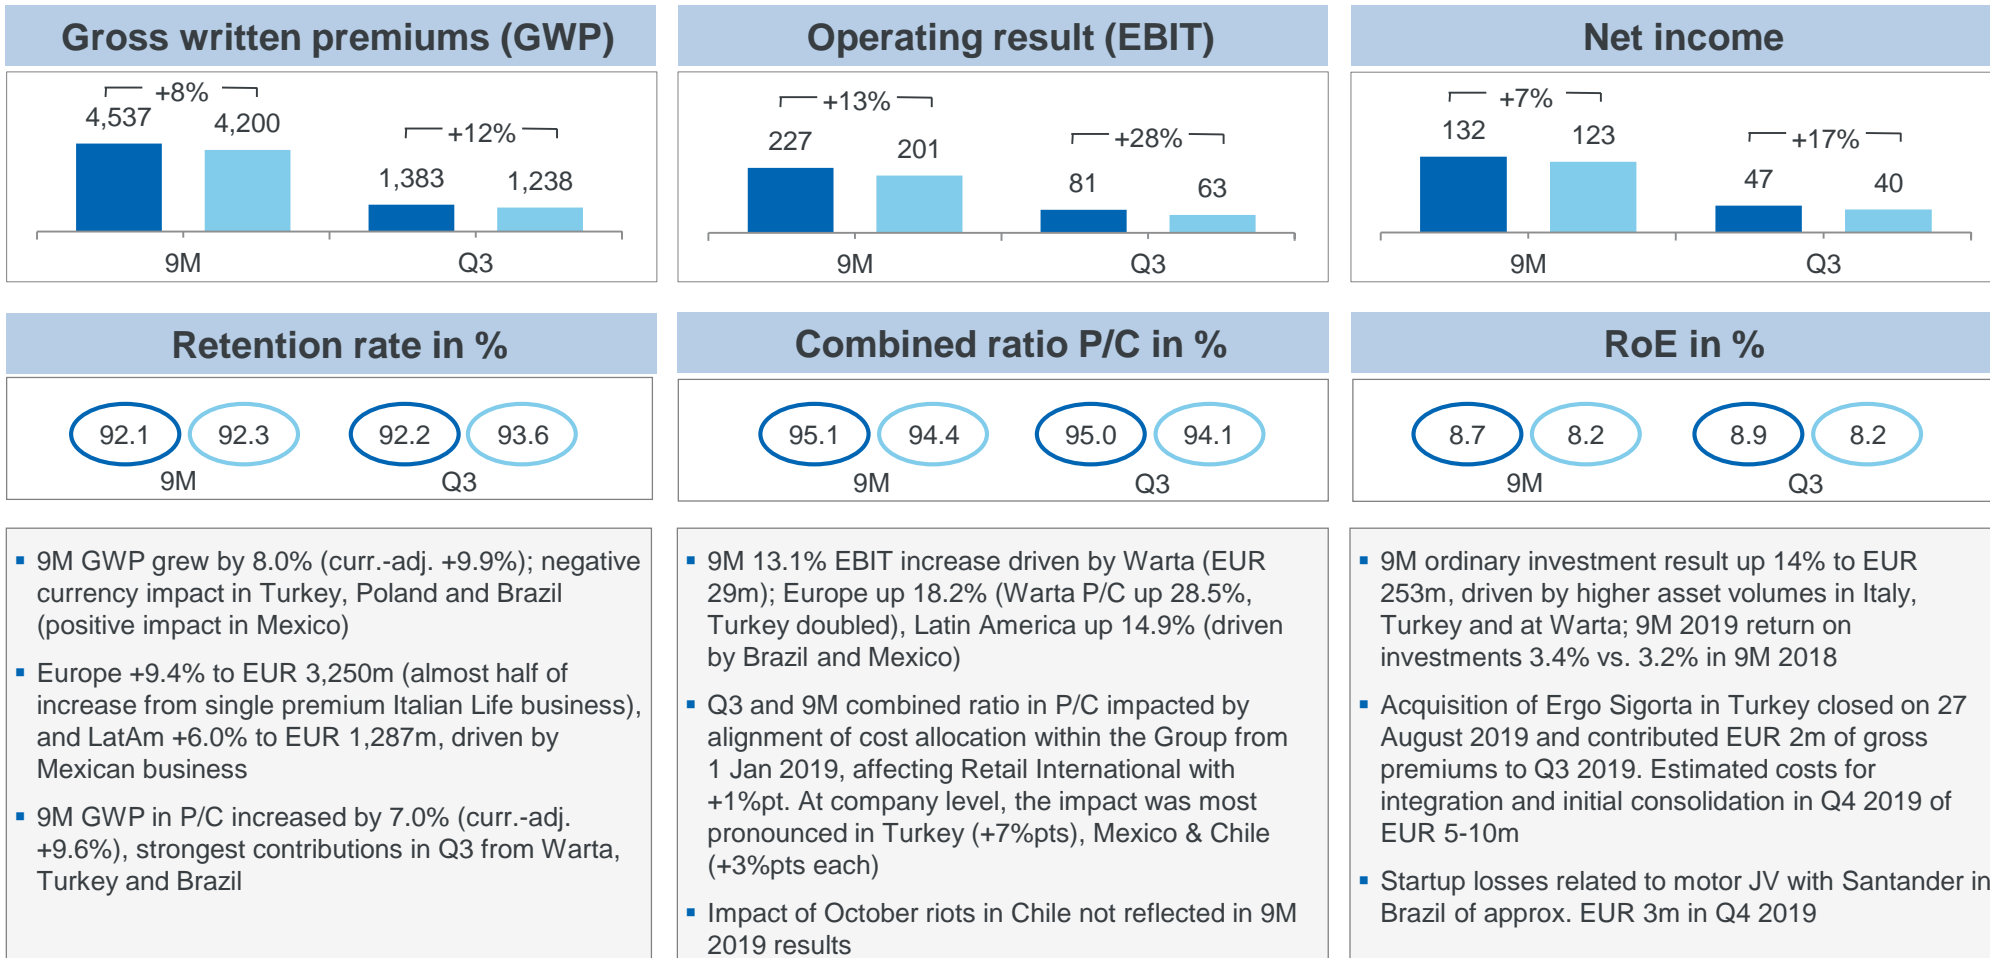 Gross written premiums (GWP)
+8%
4,537
4,200
+12%
1,383
1,238
9M
Q3
Operating result (EBIT)
+13%
227
201
+28%
81
63
9M
Q3
Net income
+7%
132
123
+17%
47
40
9M
Q3
Retention rate in %
92.1
92.3
92.2
93.6
9M
Q3
Combined ratio P/C in %
95.1
94.4
95.0
94.1
9M
Q3
RoE in %
8.7
8.2
8.9
8.2
9M
Q3
▪ 9M GWP grew by 8.0% (curr.-adj. +9.9%); negative
currency impact in Turkey, Poland and Brazil
(positive impact in Mexico)
▪ Europe +9.4% to EUR 3,250m (almost half of
increase from single premium Italian Life business),
and LatAm +6.0% to EUR 1,287m, driven by
Mexican business
▪ 9M GWP in P/C increased by 7.0% (curr.-adj.
+9.6%), strongest contributions in Q3 from Warta,
Turkey and Brazil
▪ 9M 13.1% EBIT increase driven by Warta (EUR
29m); Europe up 18.2% (Warta P/C up 28.5%,
Turkey doubled), Latin America up 14.9% (driven
by Brazil and Mexico)
▪ Q3 and 9M combined ratio in P/C impacted by
alignment of cost allocation within the Group from
1 Jan 2019, affecting Retail International with
+1%pt. At company level, the impact was most
pronounced in Turkey (+7%pts), Mexico & Chile
(+3%pts each)
▪ Impact of October riots in Chile not reflected in 9M
2019 results
▪ 9M ordinary investment result up 14% to EUR
253m, driven by higher asset volumes in Italy,
Turkey and at Warta; 9M 2019 return on
investments 3.4% vs. 3.2% in 9M 2018
▪ Acquisition of Ergo Sigorta in Turkey closed on 27
August 2019 and contributed EUR 2m of gross
premiums to Q3 2019. Estimated costs for
integration and initial consolidation in Q4 2019 of
EUR 5-10m
▪ Startup losses related to motor JV with Santander in
Brazil of approx. EUR 3m in Q4 2019